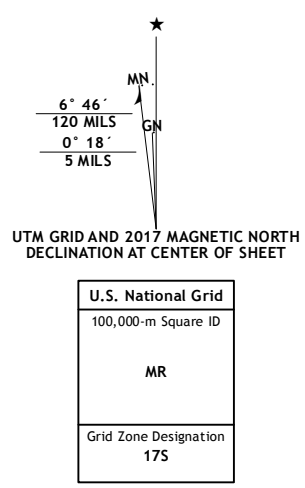 ★
MN
6° 46´
120 MILS
GN
0° 18´
5 MILS
UTM GRID AND 2017 MAGNETIC NORTH
DECLINATION AT CENTER OF SHEET
U.S. National Grid
100,000-m Square ID
MR
Grid Zone Designation
17S